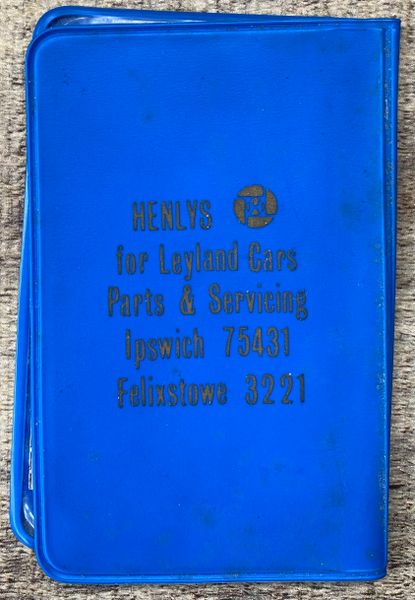 HENLYS
for Leyland Cars
Parts & Servicing
Ipswich 75431
Felixstowe 3221